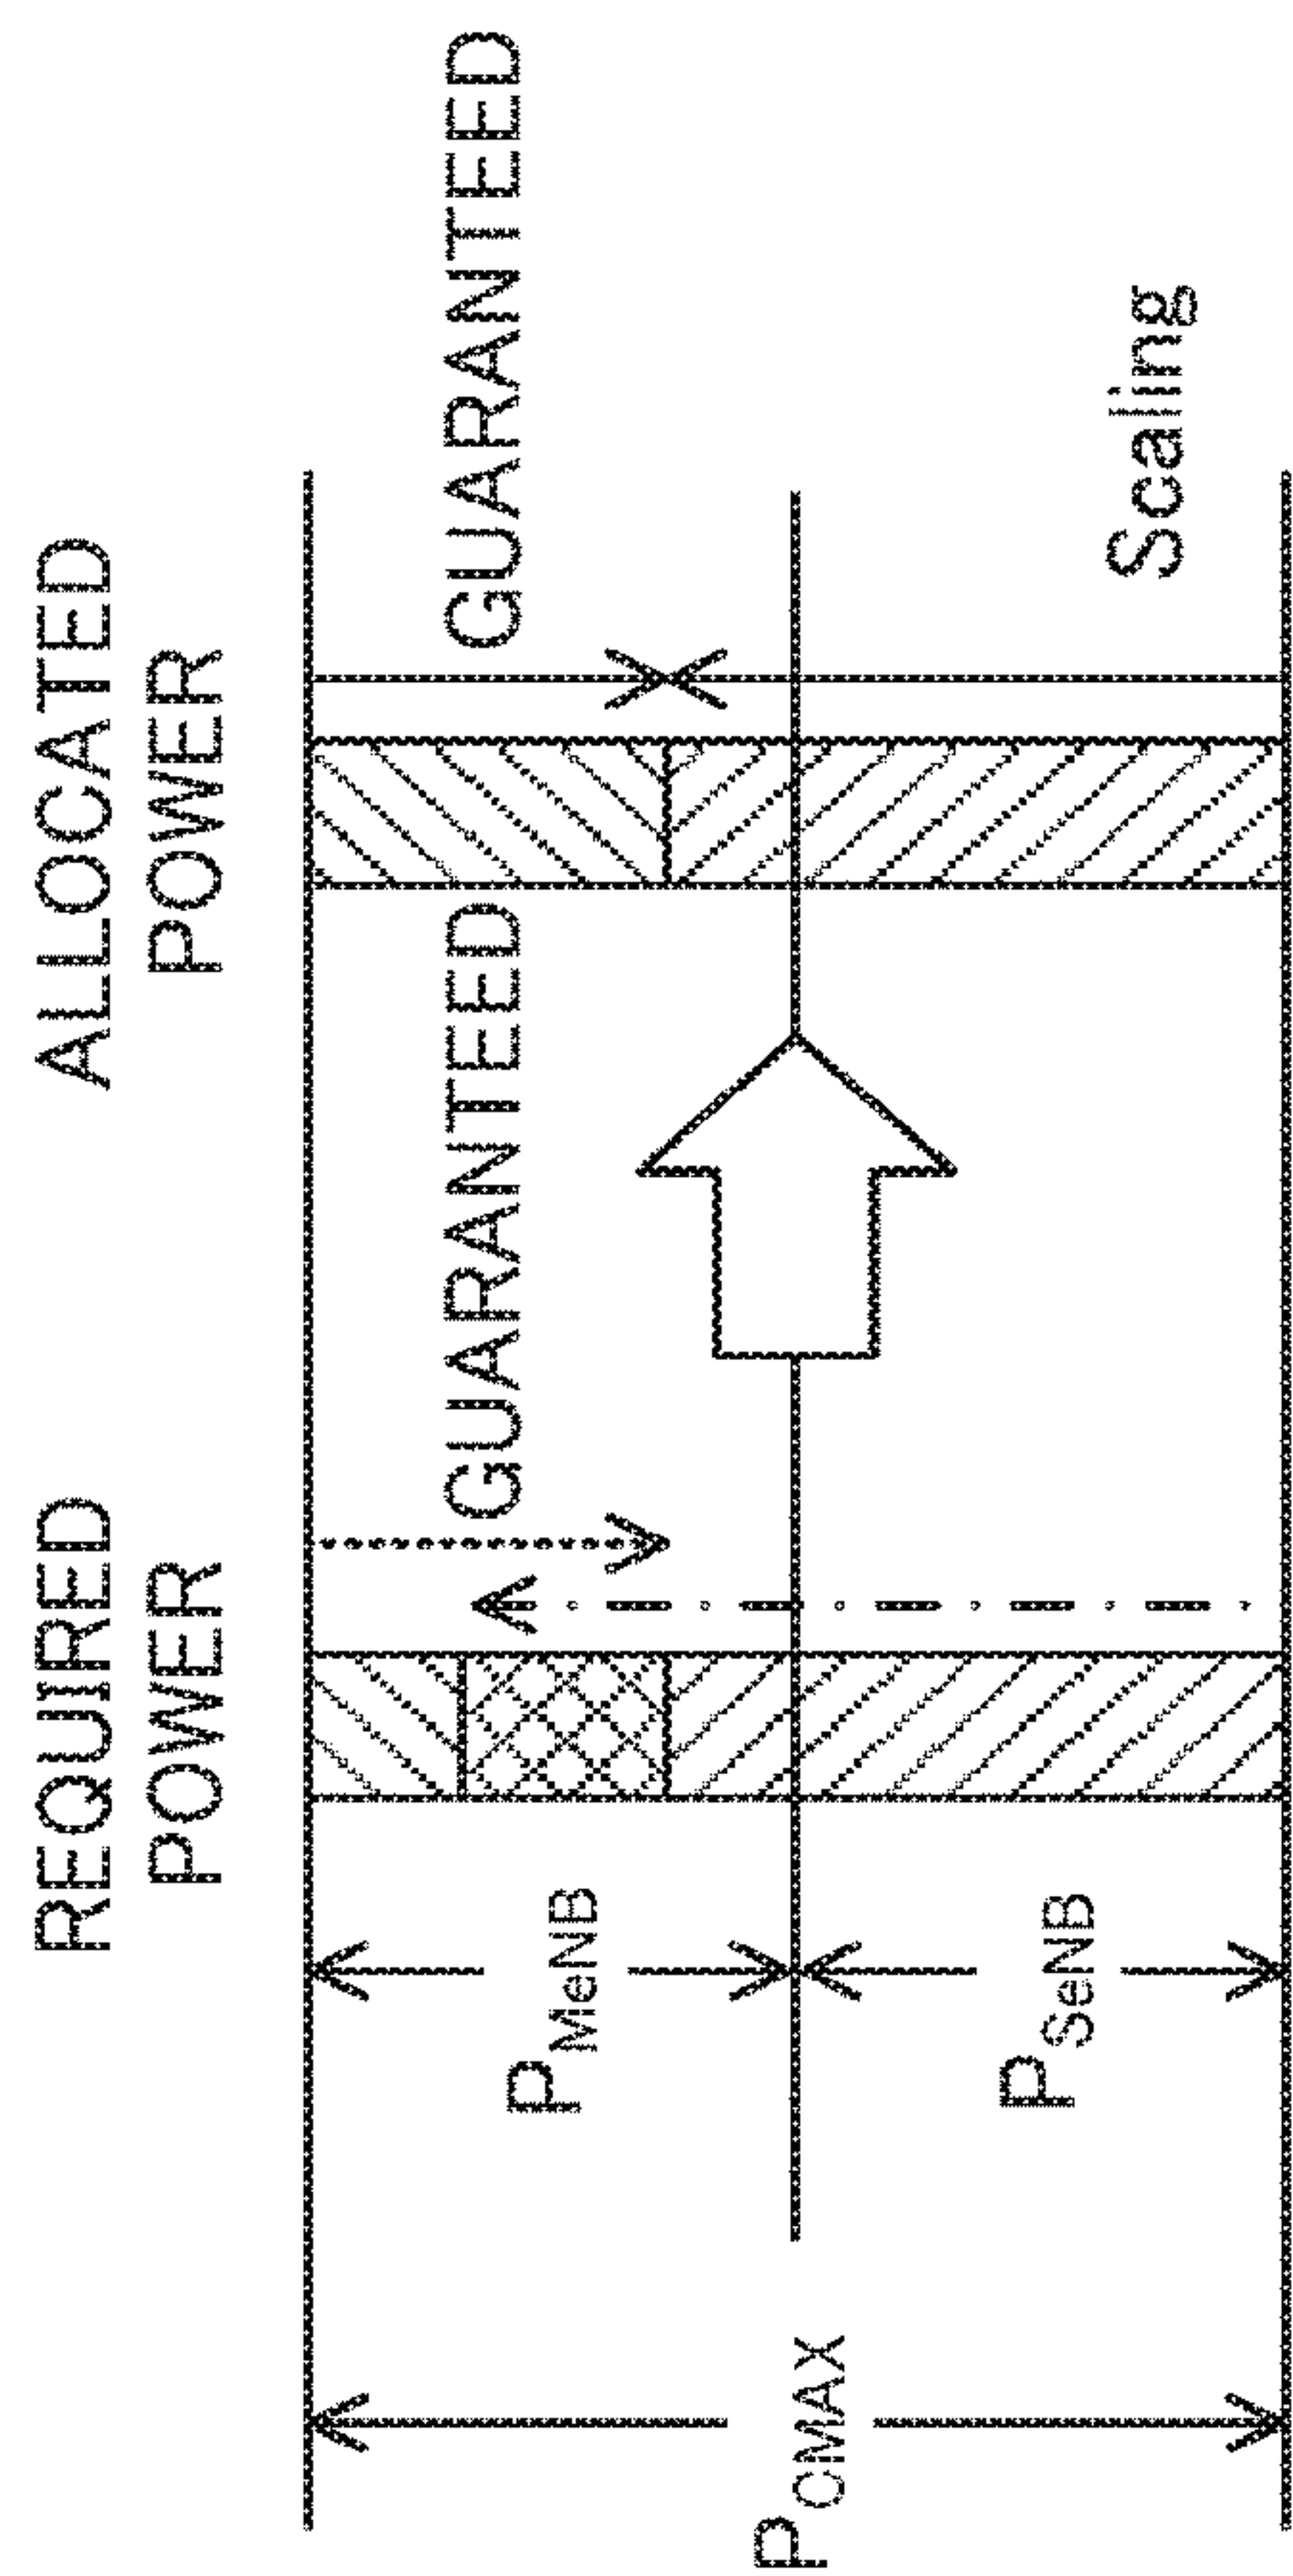 REQUIRED
POWER
ALLOCATED
POWER
GUARANTEED
GUARANTEED
P_MeNB
P_CMAX
P_SeNB
Scaling